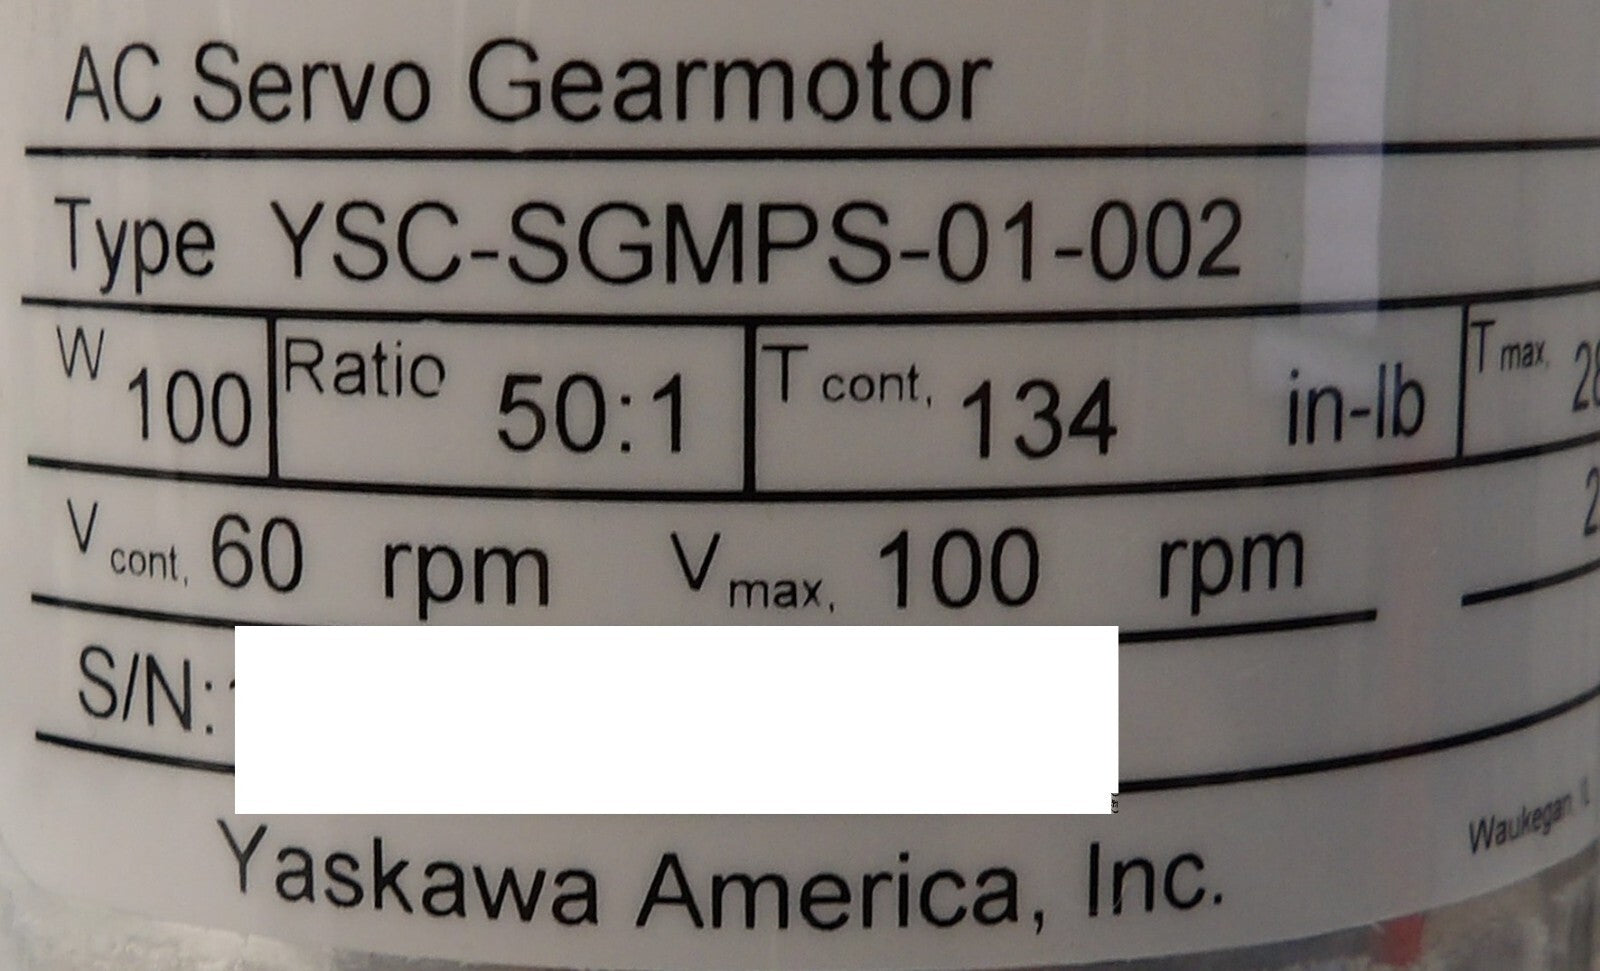 AC Servo Gearmotor
Type YSC-SGMPS-01-002
W 100 Ratio 50:1 T cont, 134 in-lb T max,
V cont, 60 rpm V max, 100 rpm
S/N:
Yaskawa America, Inc.
Waukegan